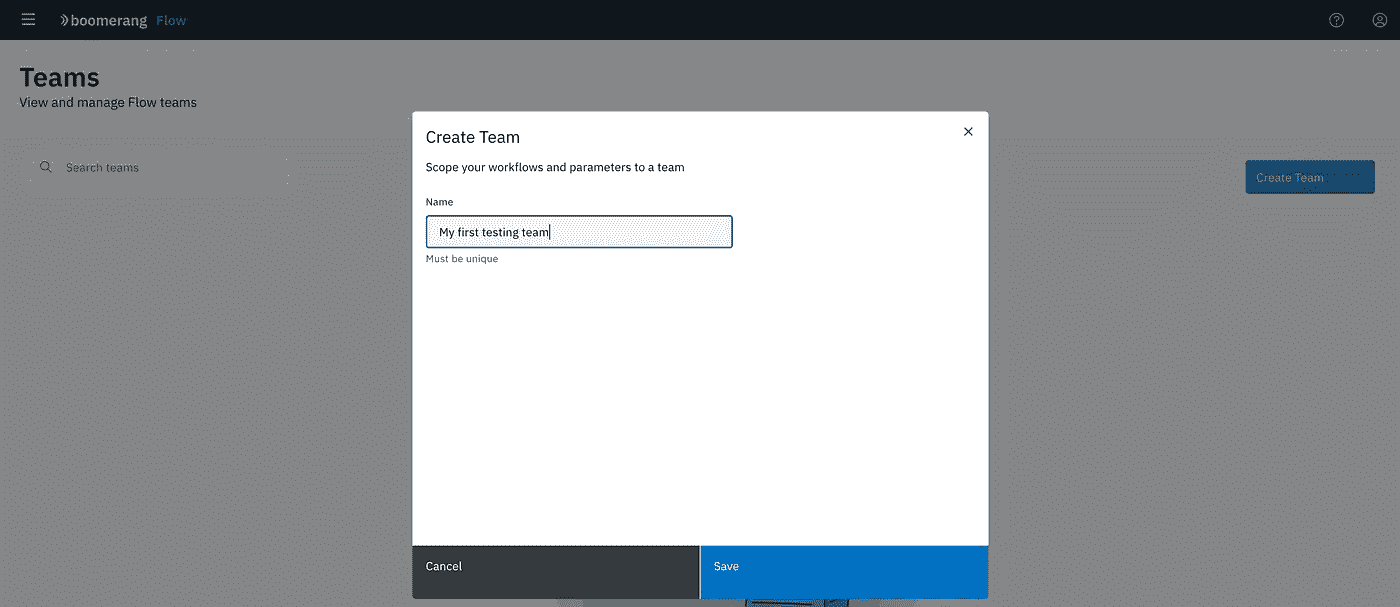 boomerang Flow
Teams
View and manage Flow teams
Search teams
Create Team
Create Team
Scope your workflows and parameters to a team
Name
My first testing team
Must be unique
Cancel
Save